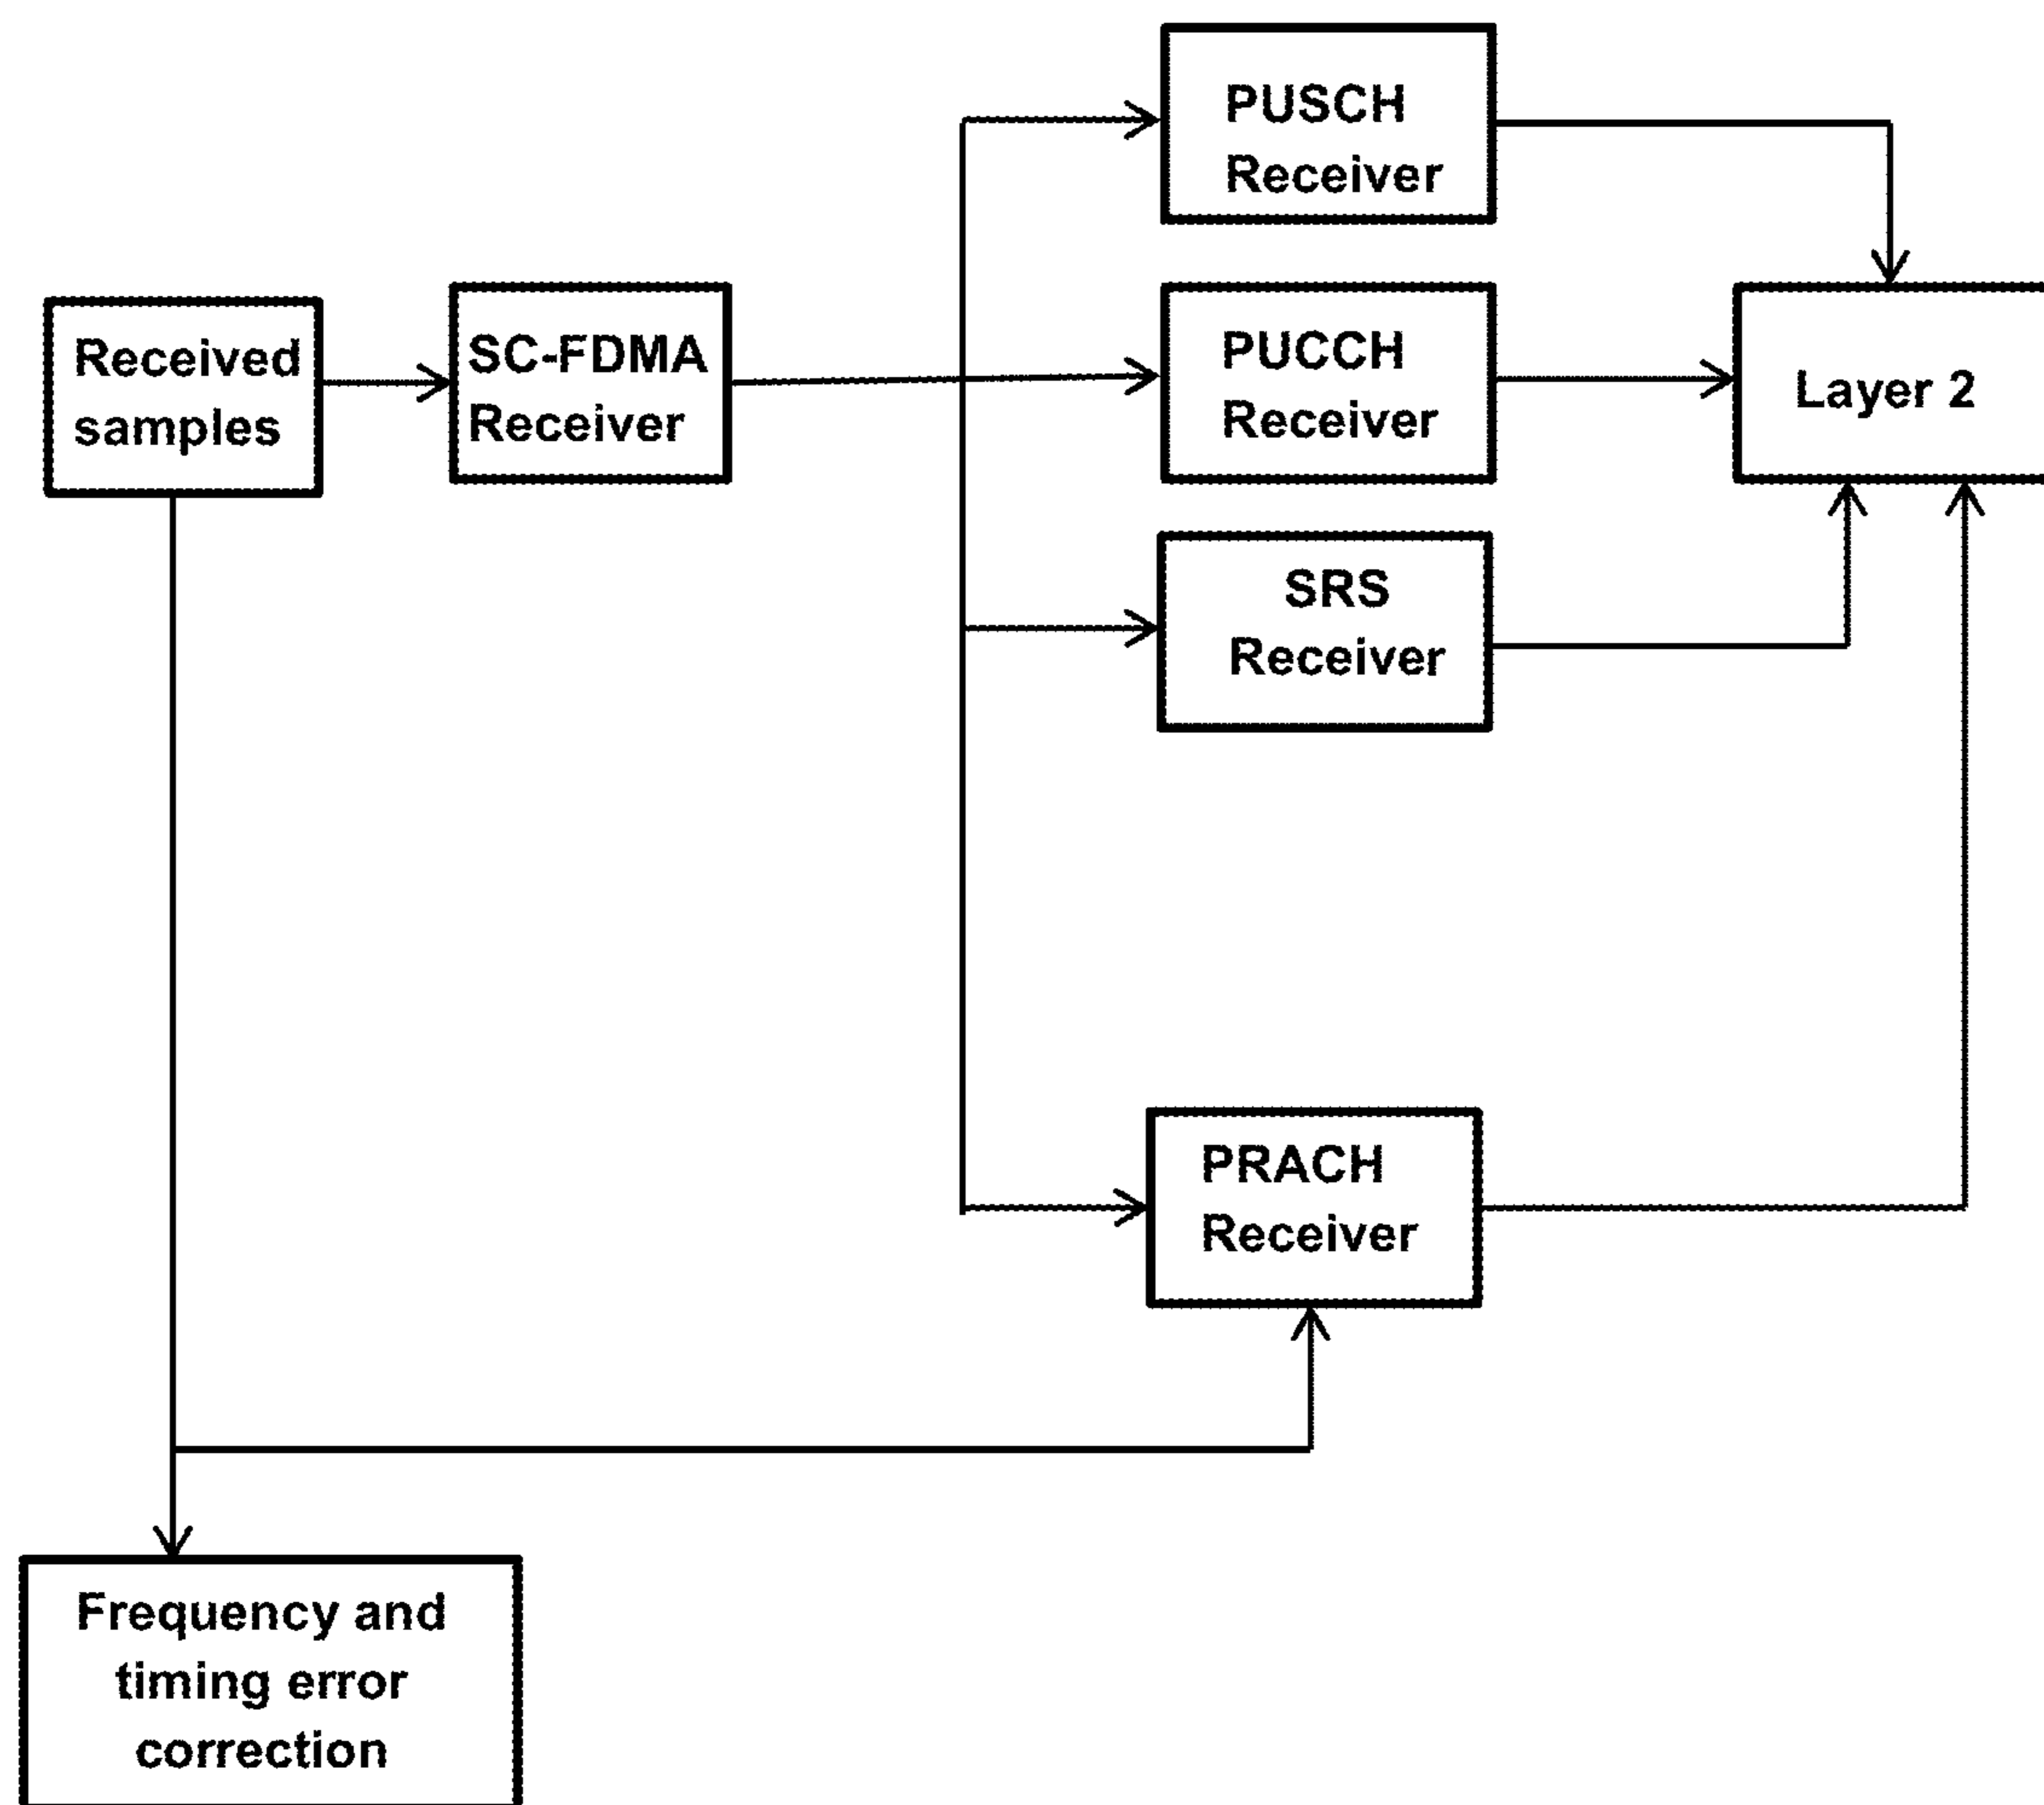 PUSCH
Receiver
Received
samples
SC-FDMA
Receiver
PUCCH
Receiver
Layer 2
SRS
Receiver
PRACH
Receiver
Frequency and
timing error
correction